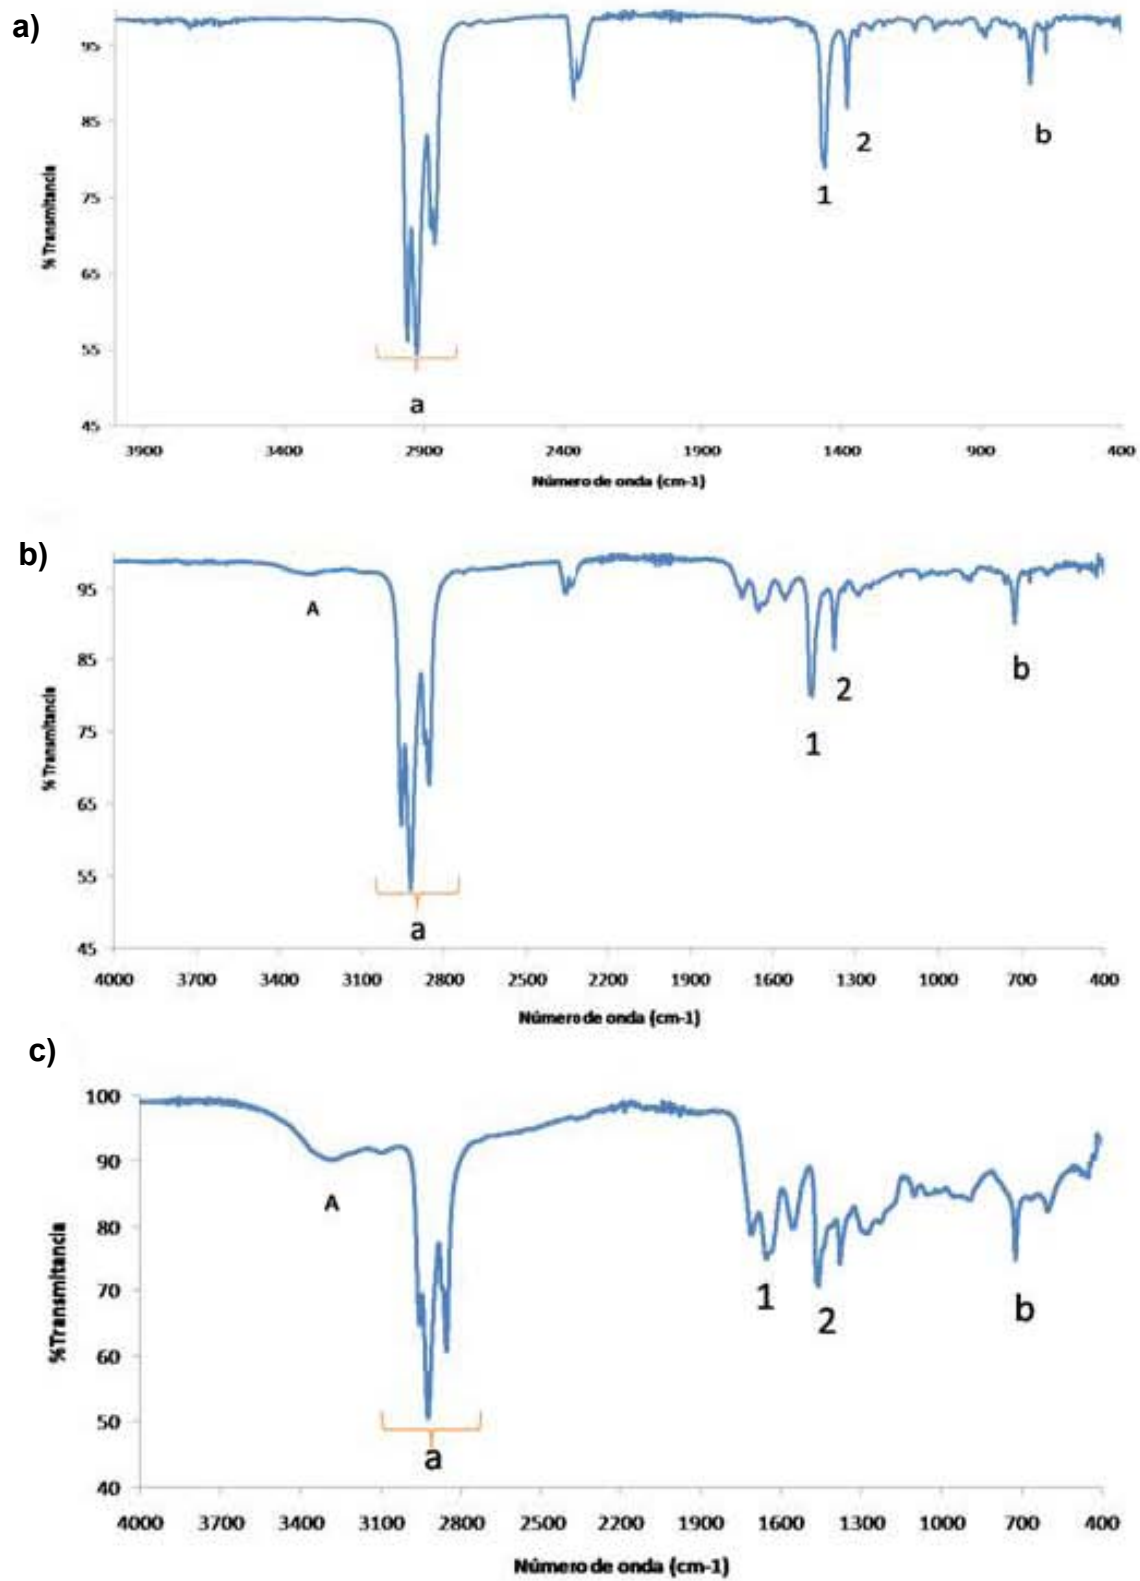 a)
95
85
75
65
55
45
% Transmitancia
a
1
2
b
3900 3400 2900 2400 1900 1400 900 400
Número de onda (cm-1)
b)
95
85
75
65
55
45
% Transmitancia
A
a
1
2
b
4000 3700 3400 3100 2800 2500 2200 1900 1600 1300 1000 700 400
Número de onda (cm-1)
c)
100
90
80
70
60
50
40
%Transmitancia
A
a
1
2
b
4000 3700 3400 3100 2800 2500 2200 1900 1600 1300 1000 700 400
Número de onda (cm-1)